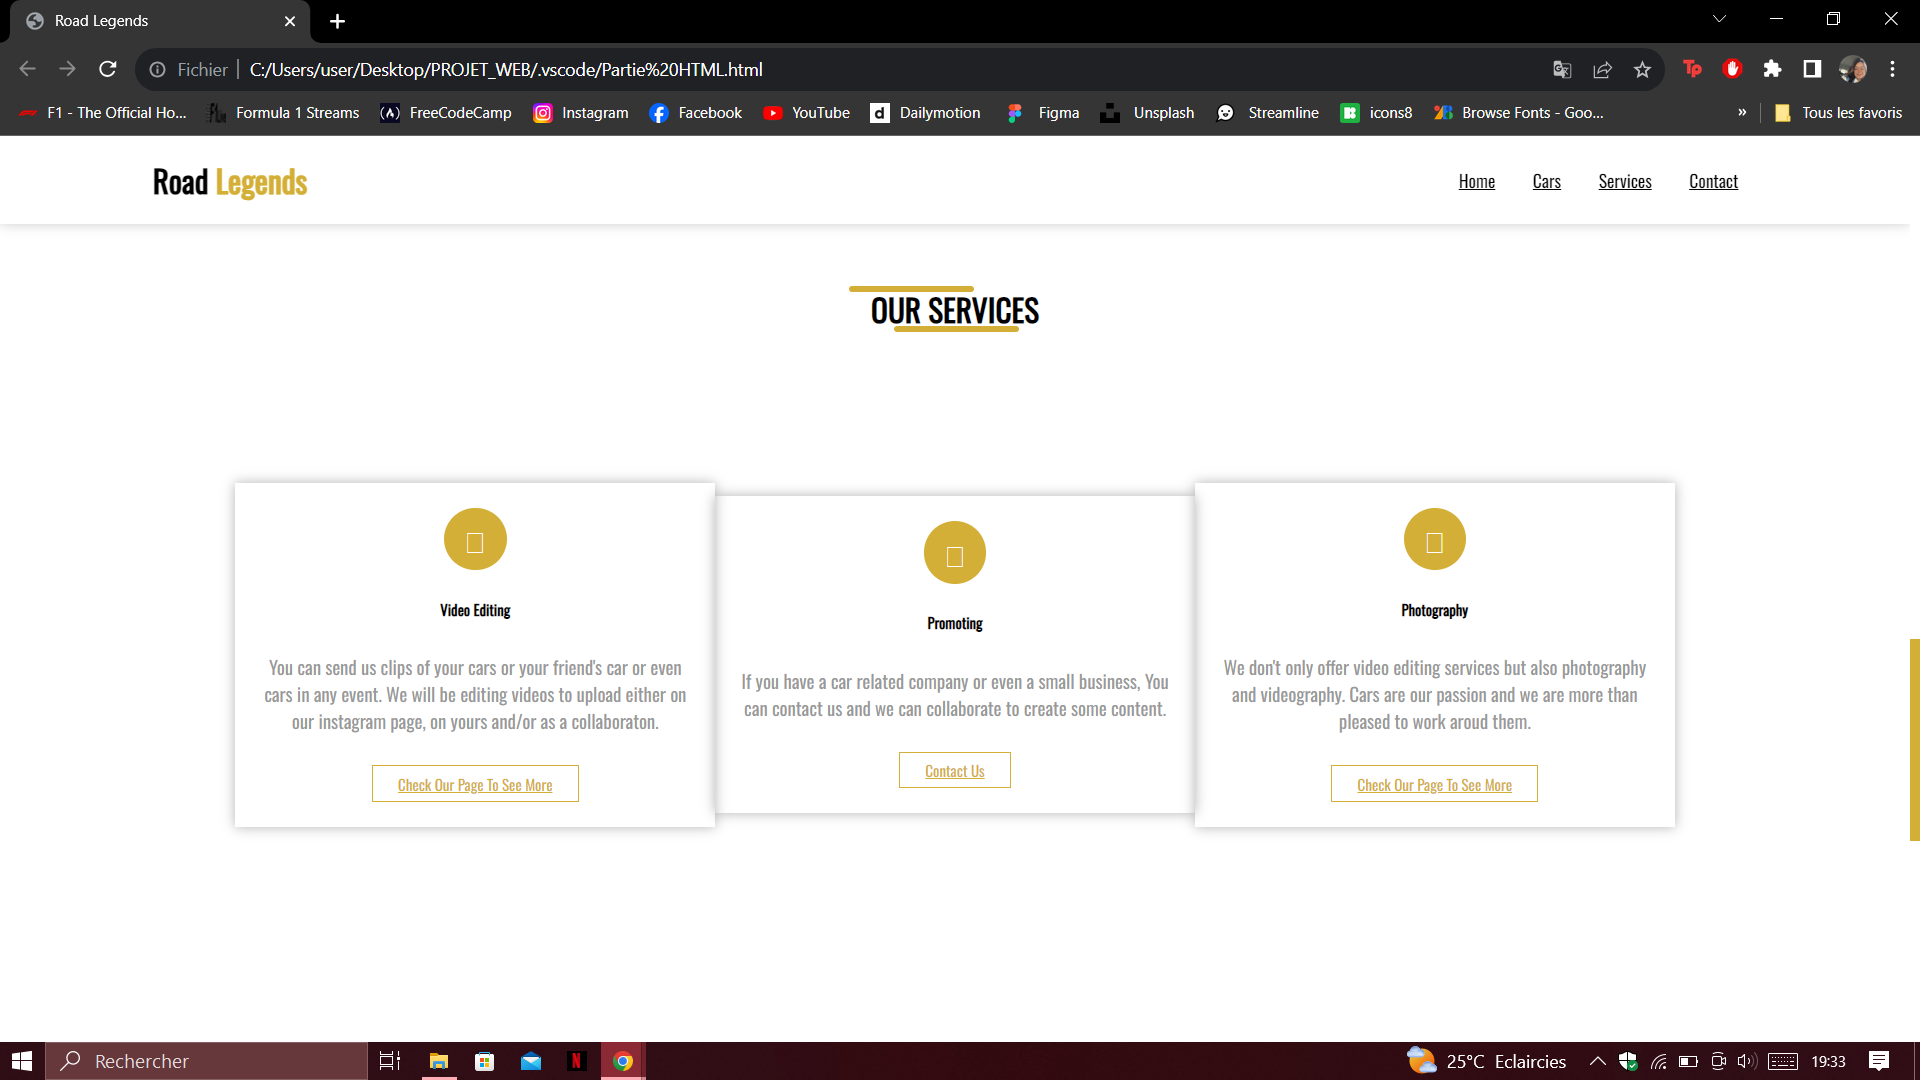 Road Legends
Fichier
C:/Users/user/Desktop/PROJET_WEB/.vscode/Partie%20HTML.html
F1 - The Official Ho...
Formula 1 Streams
FreeCodeCamp
Instagram
Facebook
YouTube
Dailymotion
Figma
Unsplash
Streamline
icons8
Browse Fonts - Goo...
»
Tous les favoris
Road Legends
Home
Cars
Services
Contact
OUR SERVICES
Video Editing
You can send us clips of your cars or your friend's car or even
cars in any event. We will be editing videos to upload either on
our instagram page, on yours and/or as a collaboraton.
Check Our Page To See More
Promoting
If you have a car related company or even a small business, You
can contact us and we can collaborate to create some content.
Contact Us
Photography
We don't only offer video editing services but also photography
and videography. Cars are our passion and we are more than
pleased to work aroud them.
Check Our Page To See More
Rechercher
25°C Eclaircies
19:33